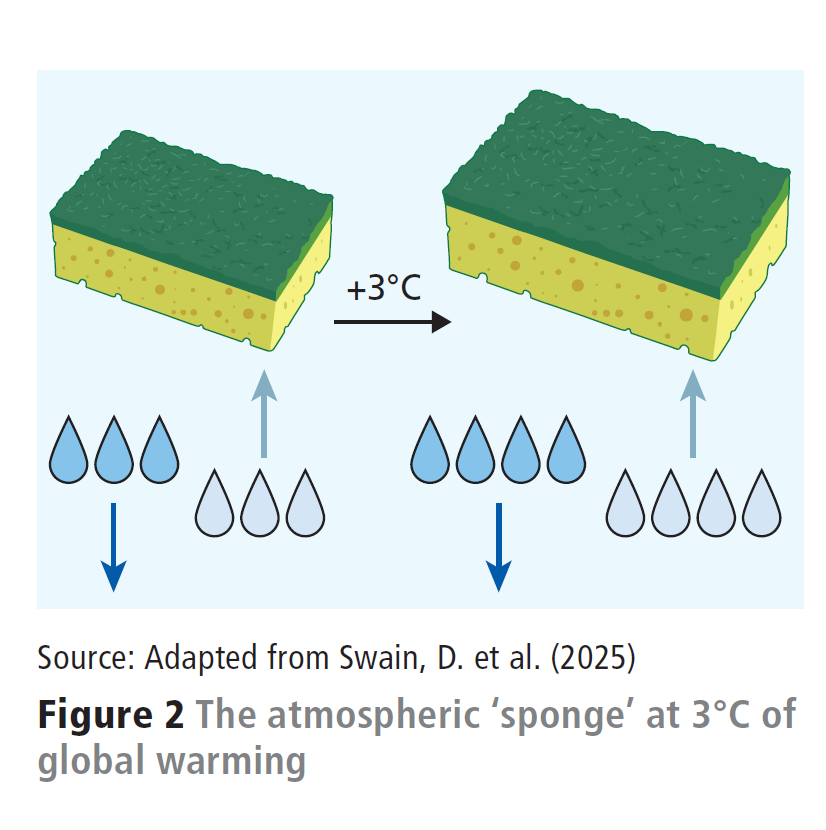 +3°C
Source: Adapted from Swain, D. et al. (2025)
Figure 2 The atmospheric ‘sponge’ at 3°C of
global warming